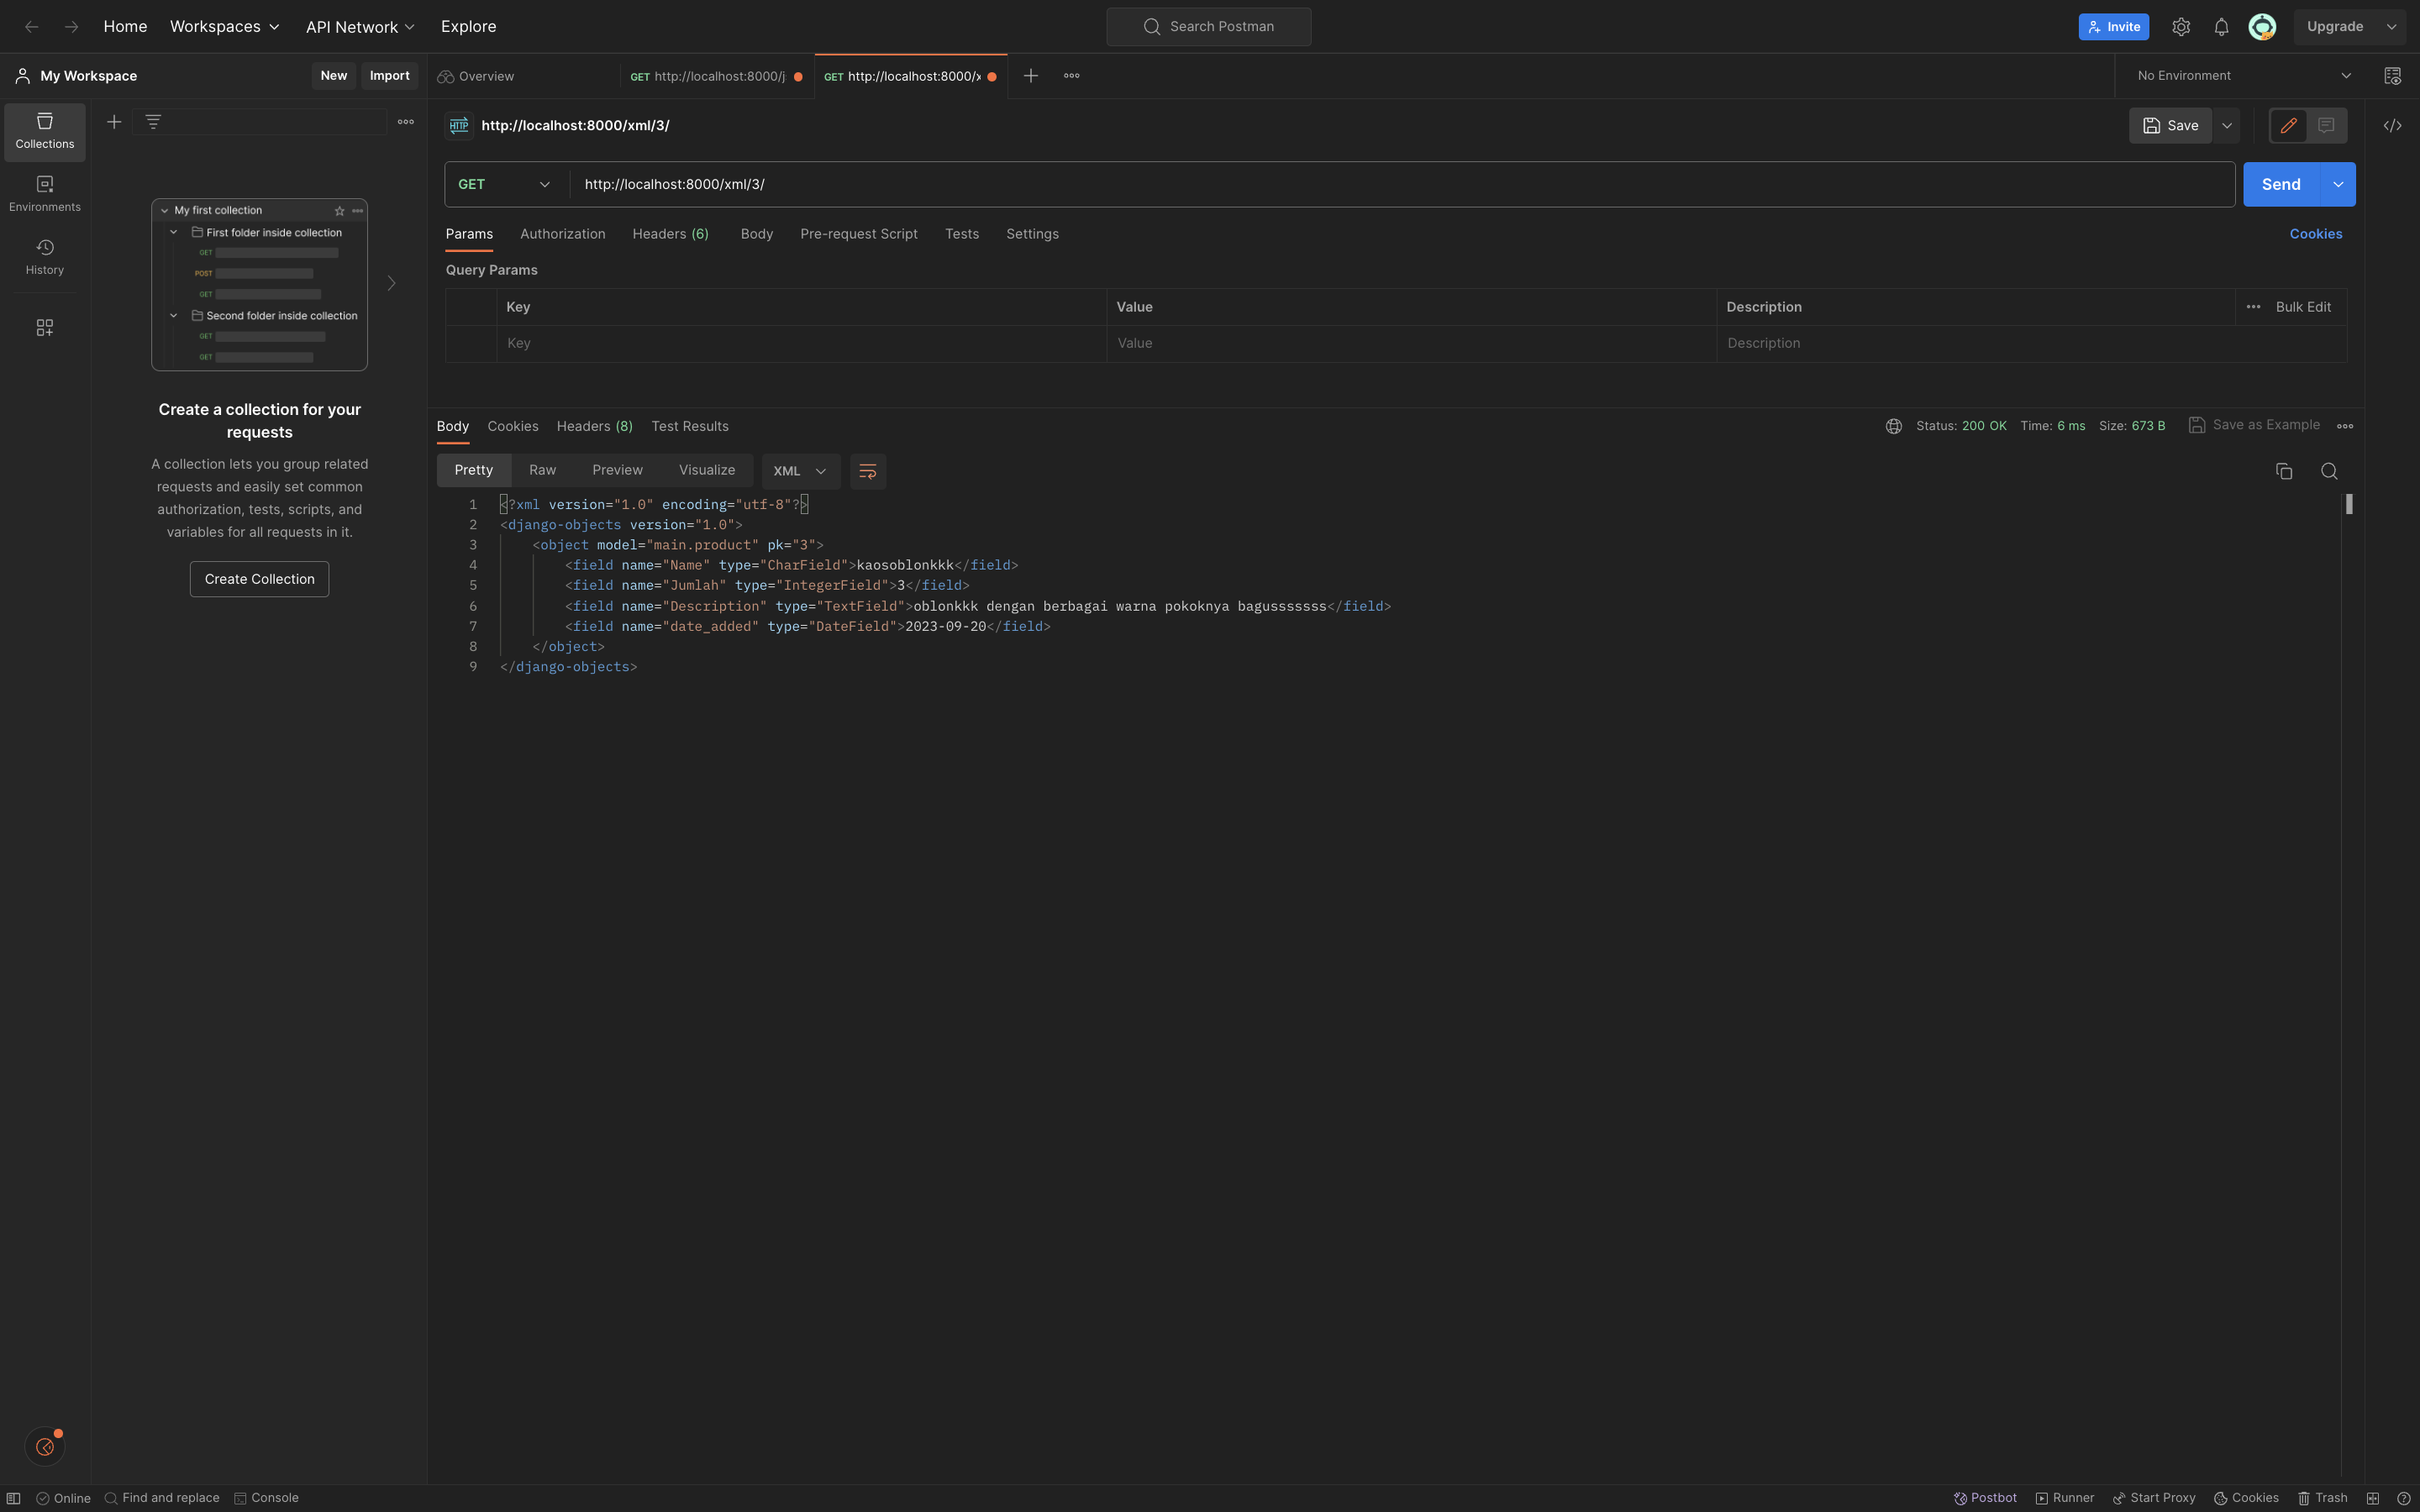 Home Workspaces API Network Explore Search Postman Invite Upgrade
My Workspace New Import Overview GET http://localhost:8000/j GET http://localhost:8000/x No Environment
Collections
Environments
History
My first collection
First folder inside collection
GET
POST
GET
Second folder inside collection
GET
GET
Create a collection for your
requests
A collection lets you group related
requests and easily set common
authorization, tests, scripts, and
variables for all requests in it.
Create Collection
HTTP http://localhost:8000/xml/3/ Save
GET http://localhost:8000/xml/3/ Send
Params Authorization Headers (6) Body Pre-request Script Tests Settings Cookies
Query Params
Key Value Description Bulk Edit
Key Value Description
Body Cookies Headers (8) Test Results Status: 200 OK Time: 6 ms Size: 673 B Save as Example
Pretty Raw Preview Visualize XML
1 <?xml version="1.0" encoding="utf-8"?>
2 <django-objects version="1.0">
3 <object model="main.product" pk="3">
4 <field name="Name" type="CharField">kaosoblonkkk</field>
5 <field name="Jumlah" type="IntegerField">3</field>
6 <field name="Description" type="TextField">oblonkkk dengan berbagai warna pokoknya bagusssssss</field>
7 <field name="date_added" type="DateField">2023-09-20</field>
8 </object>
9 </django-objects>
Online Find and replace Console Postbot Runner Start Proxy Cookies Trash